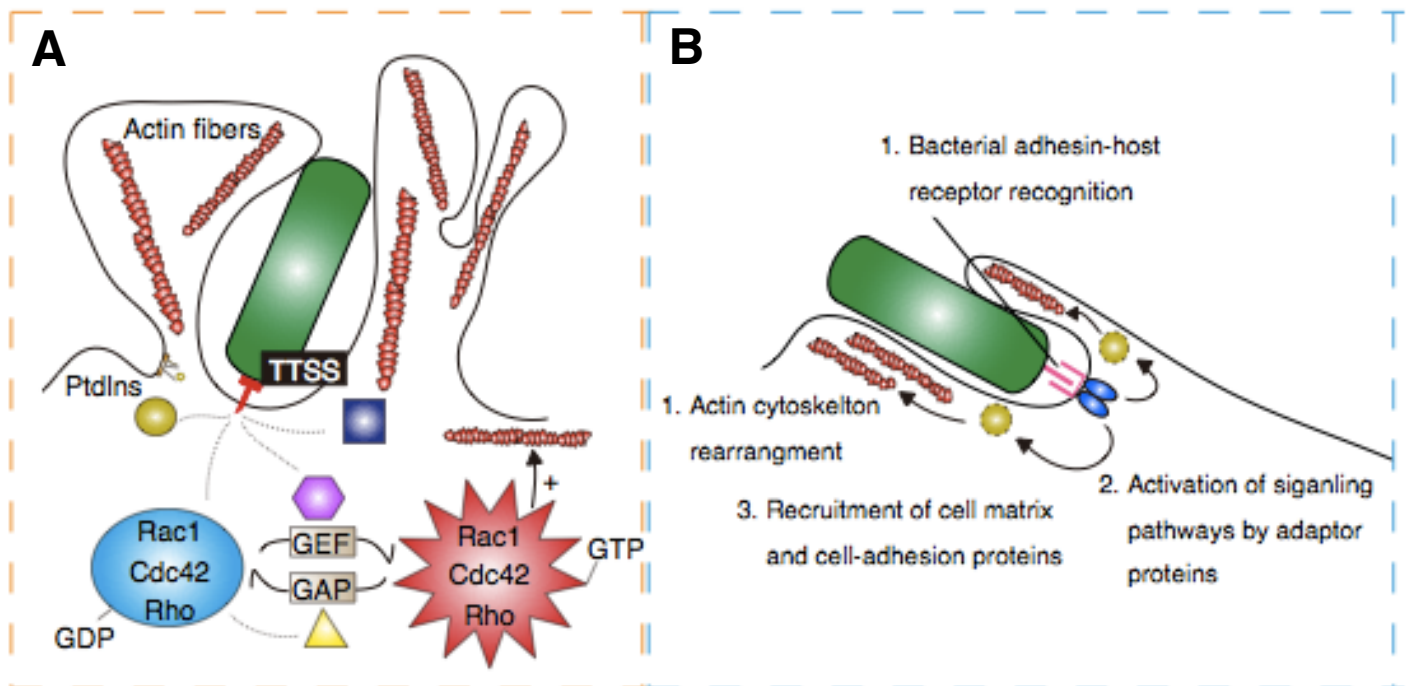 A
Actin fibers
TTSS
PtdIns
Rac1
Cdc42
Rho
GDP
GEF
GAP
+
Rac1
Cdc42
Rho
GTP
B
1. Bacterial adhesin-host
receptor recognition
1. Actin cytoskelton
rearrangment
3. Recruitment of cell matrix
and cell-adhesion proteins
2. Activation of siganling
pathways by adaptor
proteins